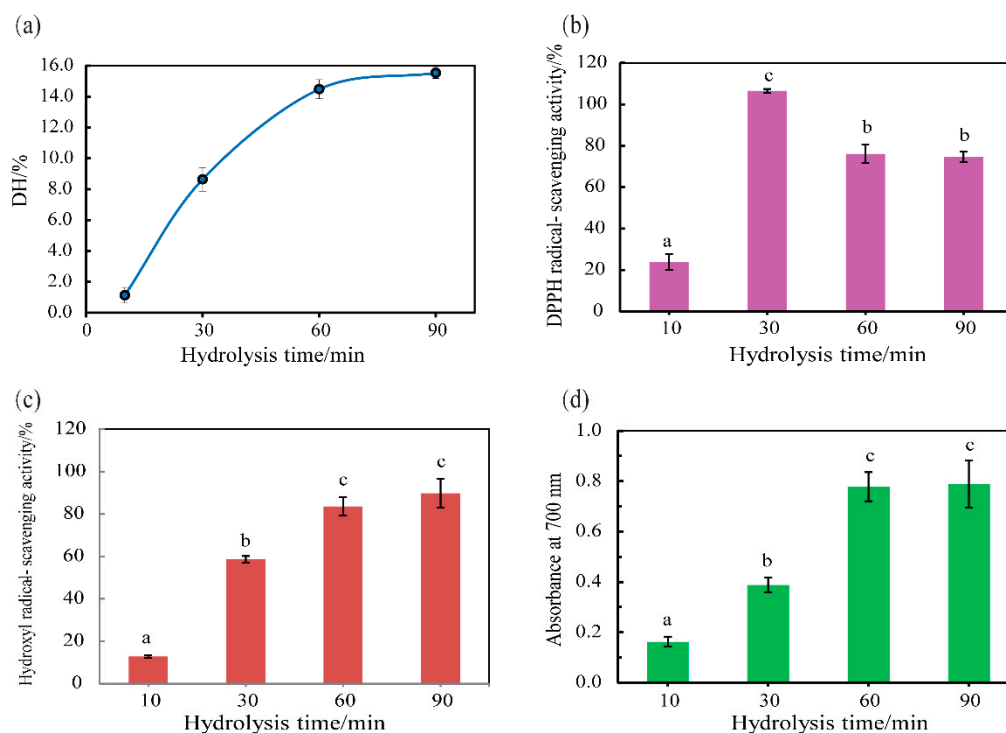 (a)
16.0
14.0
12.0
10.0
8.0
6.0
4.0
2.0
0.0
DH/%
0 30 60 90
Hydrolysis time/min
(b)
120
100
80
60
40
20
0
DPPH radical- scavenging activity/%
a c b b
10 30 60 90
Hydrolysis time/min
(c)
120
100
80
60
40
20
0
Hydroxyl radical- scavenging activity/%
a b c c
10 30 60 90
Hydrolysis time/min
(d)
1.0
0.8
0.6
0.4
0.2
0.0
Absorbance at 700 nm
a b c c
10 30 60 90
Hydrolysis time/min